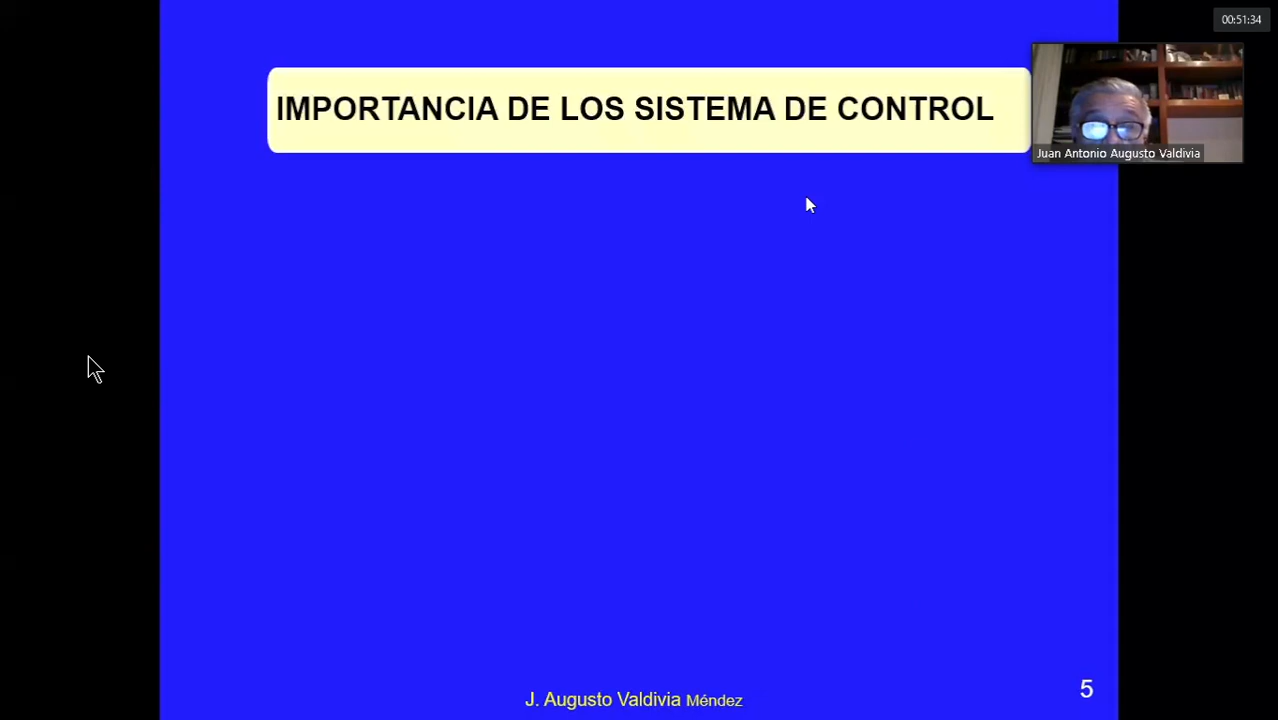 00:51:34
IMPORTANCIA DE LOS SISTEMA DE CONTROL
Juan Antonio Augusto Valdivia
J. Augusto Valdivia Méndez
5